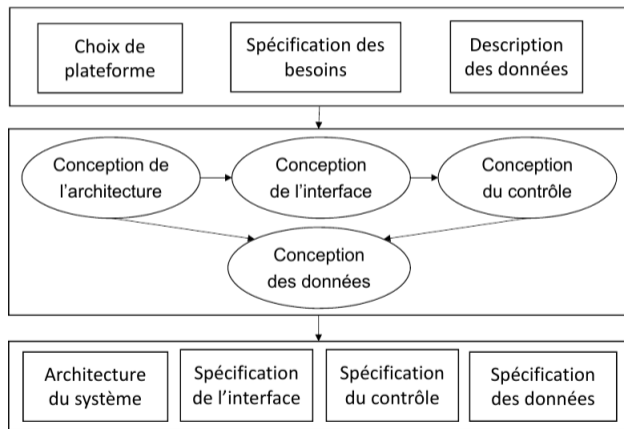 Choix de
plateforme
Spécification des
besoins
Description
des données
Conception de
l'architecture
Conception
de l'interface
Conception
du contrôle
Conception
des données
Architecture
du système
Spécification
de l'interface
Spécification
du contrôle
Spécification
des données